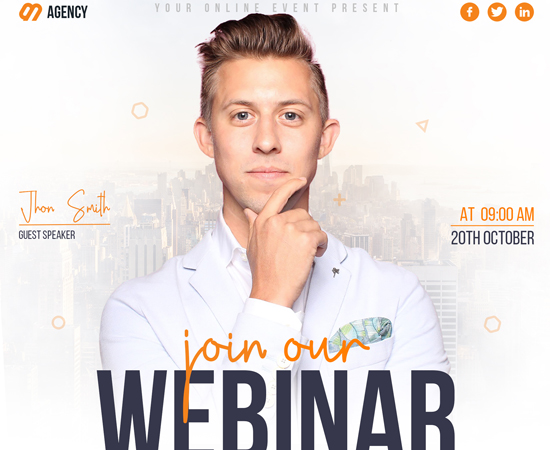 AGENCY
YOUR ONLINE EVENT PRESENT
Jhon Smith
GUEST SPEAKER
AT 09:00 AM
20TH OCTOBER
join our
WEBINAR